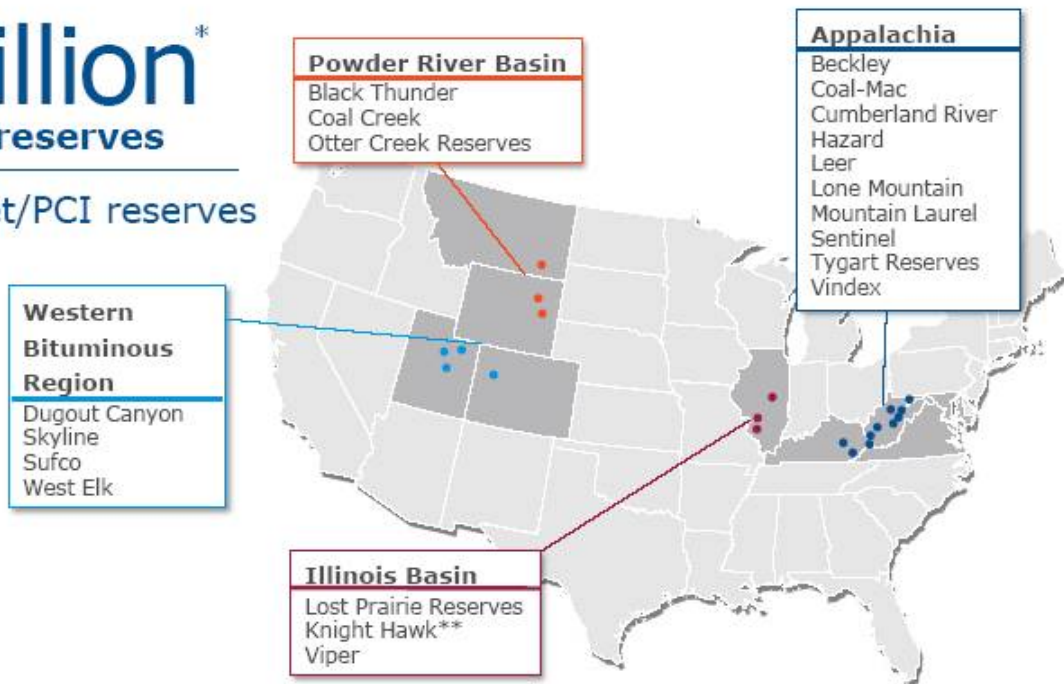 illion*
reserves
t/PCI reserves
Powder River Basin
Black Thunder
Coal Creek
Otter Creek Reserves
Appalachia
Beckley
Coal-Mac
Cumberland River
Hazard
Leer
Lone Mountain
Mountain Laurel
Sentinel
Tygart Reserves
Vindex
Western
Bituminous
Region
Dugout Canyon
Skyline
Sufco
West Elk
Illinois Basin
Lost Prairie Reserves
Knight Hawk**
Viper